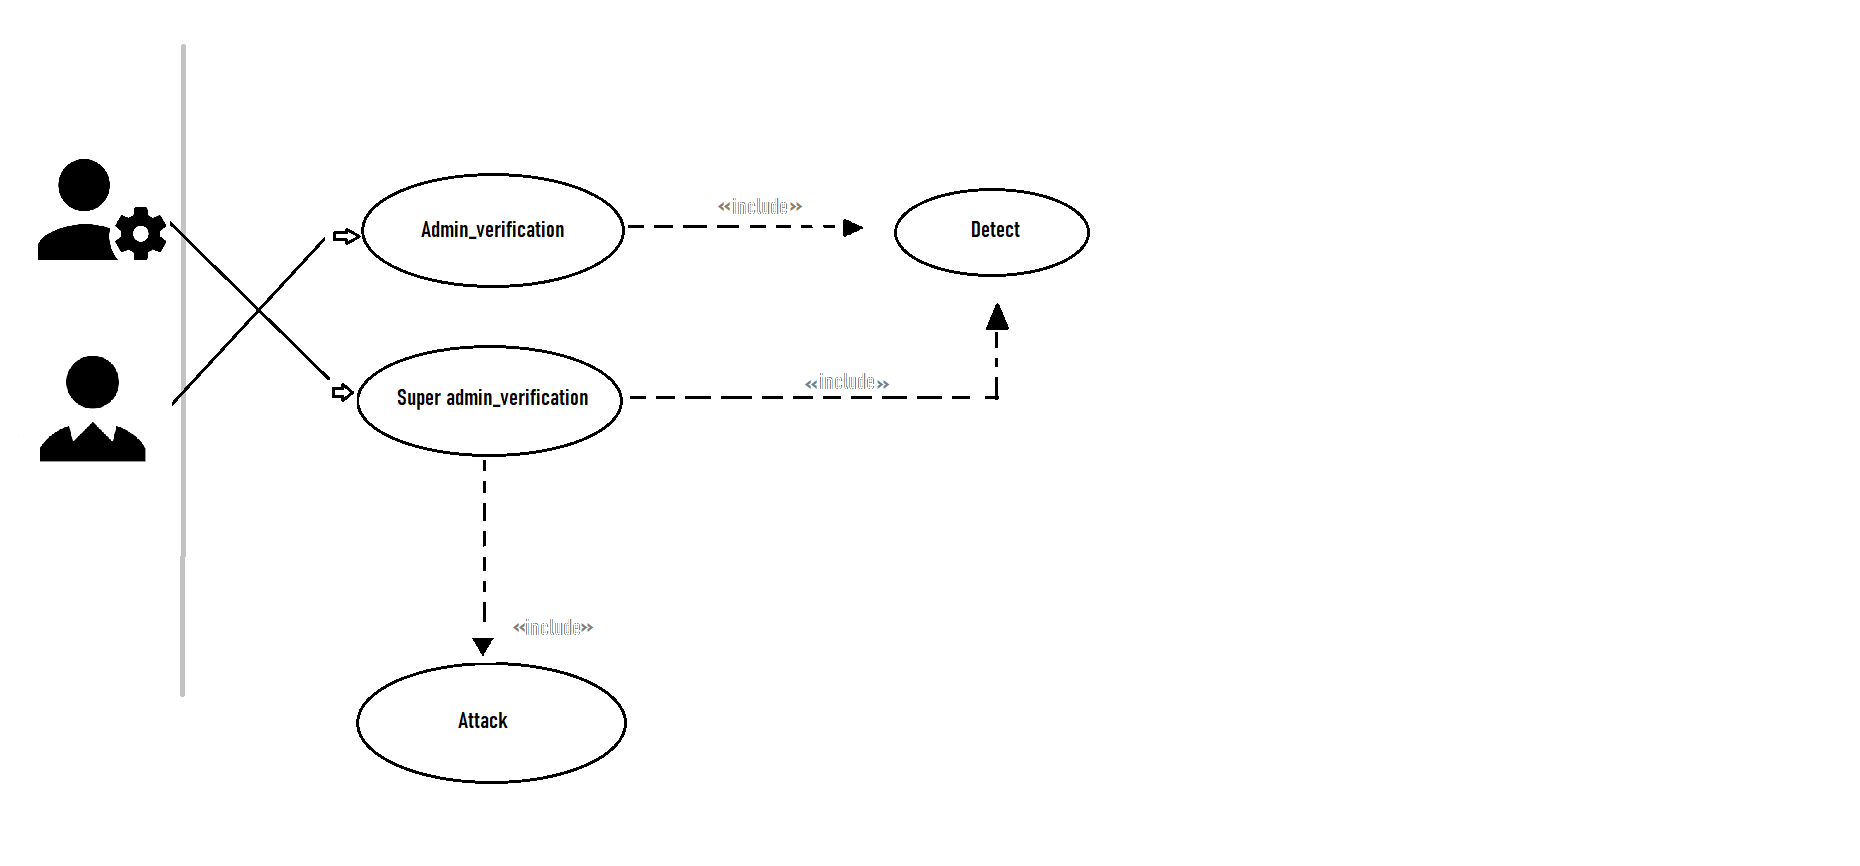 «include»
Admin_verification
Detect
«include»
Super admin_verification
«include»
Attack